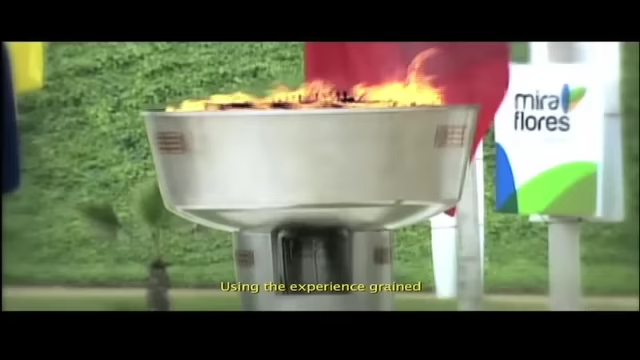 mira
flores
Using the experience grained